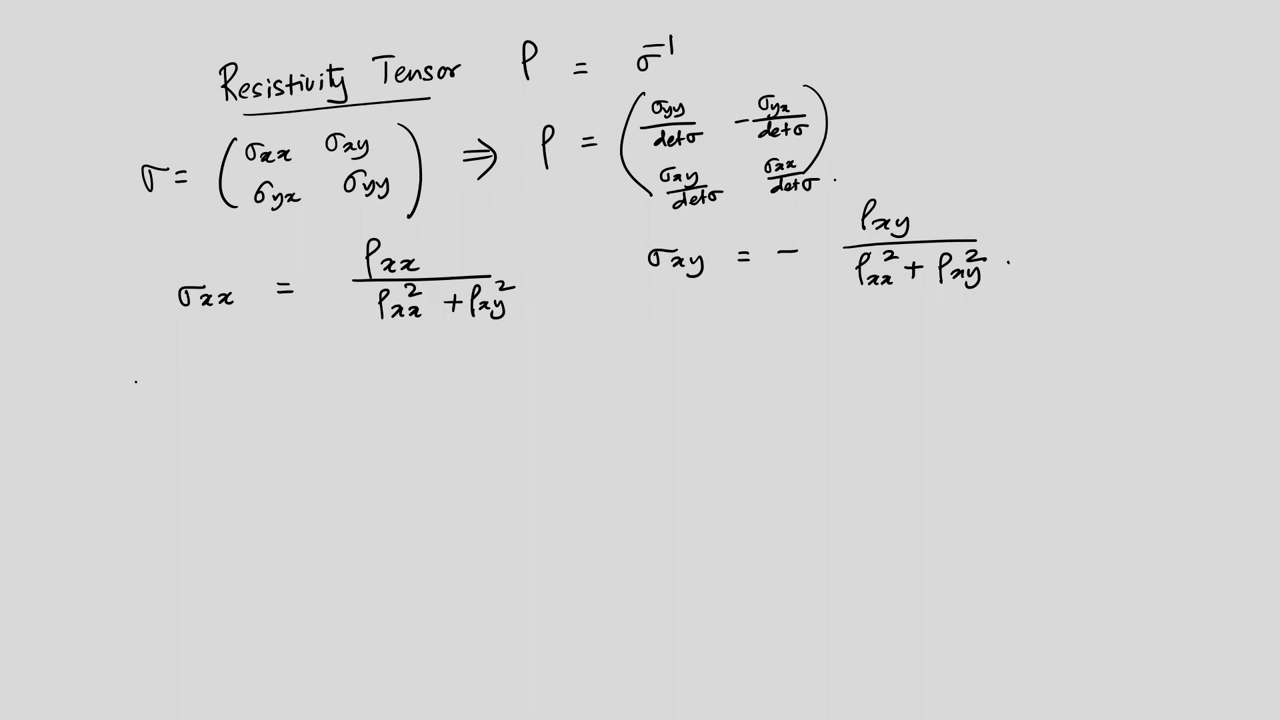 Resistivity Tensor ρ = σ⁻¹
σ = ( σxx σxy ; σyx σyy ) ⇒ ρ = ( σyy/detσ -σyx/detσ ; σxy/detσ σxx/detσ ) .
σxx = ρxx / (ρxx² + ρxy²) σxy = - ρxy / (ρxx² + ρxy²) .